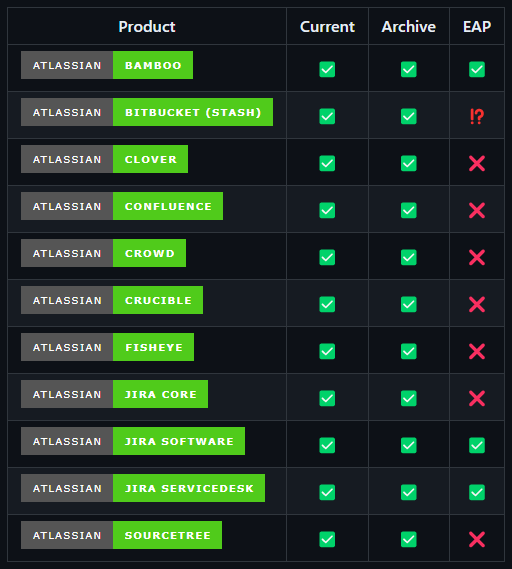 Product Current Archive EAP
ATLASSIAN BAMBOO ✅ ✅ ✅
ATLASSIAN BITBUCKET (STASH) ✅ ✅ ⁉
ATLASSIAN CLOVER ✅ ✅ ❌
ATLASSIAN CONFLUENCE ✅ ✅ ❌
ATLASSIAN CROWD ✅ ✅ ❌
ATLASSIAN CRUCIBLE ✅ ✅ ❌
ATLASSIAN FISHEYE ✅ ✅ ❌
ATLASSIAN JIRA CORE ✅ ✅ ❌
ATLASSIAN JIRA SOFTWARE ✅ ✅ ✅
ATLASSIAN JIRA SERVICEDESK ✅ ✅ ✅
ATLASSIAN SOURCETREE ✅ ✅ ❌